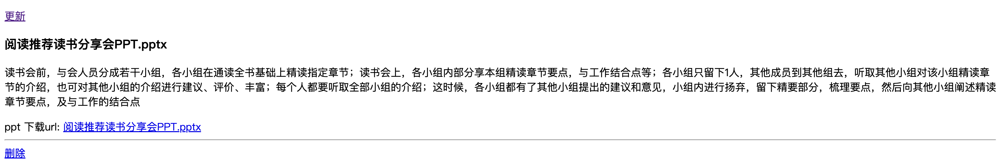 更新
阅读推荐读书分享会PPT.pptx
读书会前，与会人员分成若干小组，各小组在通读全书基础上精读指定章节；读书会上，各小组内部分享本组精读章节要点，与工作结合点等；各小组只留下1人，其他成员到其他组去，听取其他小组对该小组精读章
节的介绍，也可对其他小组的介绍进行建议、评价、丰富；每个人都要听取全部小组的介绍；这时候，各小组都有了其他小组提出的建议和意见，小组内进行扬弃，留下精要部分，梳理要点，然后向其他小组阐述精读
章节要点，及与工作的结合点
ppt 下载url: 阅读推荐读书分享会PPT.pptx
删除